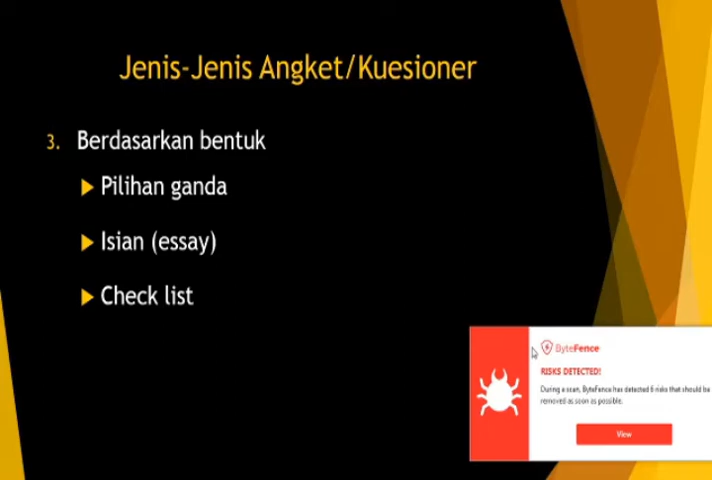 Jenis-Jenis Angket/Kuesioner
3. Berdasarkan bentuk
Pilihan ganda
Isian (essay)
Check list
ByteFence
RISKS DETECTED!
During a scan, ByteFence has detected 6 risks that should be
removed as soon as possible.
View